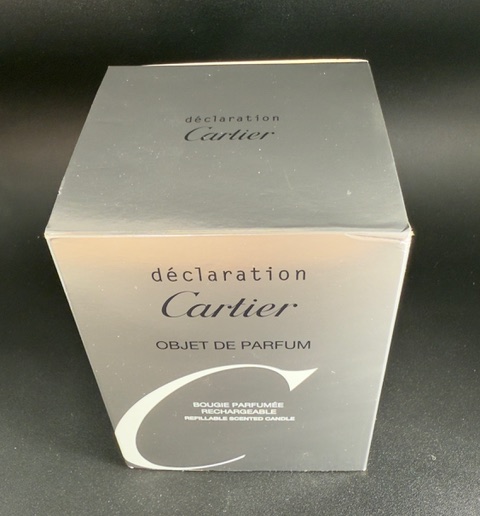 déclaration
Cartier
déclaration
Cartier
OBJET DE PARFUM
C
BOUGIE PARFUMÉE
RECHARGEABLE
REFILLABLE SCENTED CANDLE